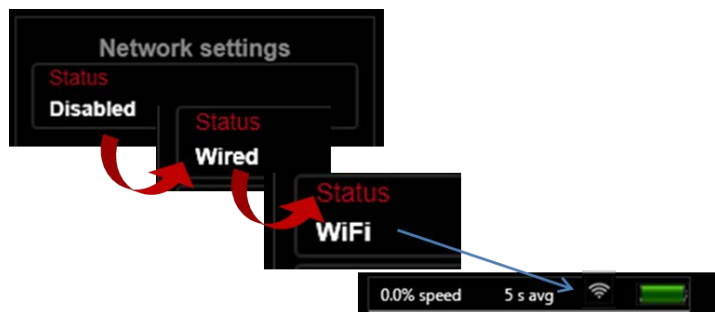 Network settings
Status
Disabled
Status
Wired
Status
WiFi
0.0% speed 5 s avg